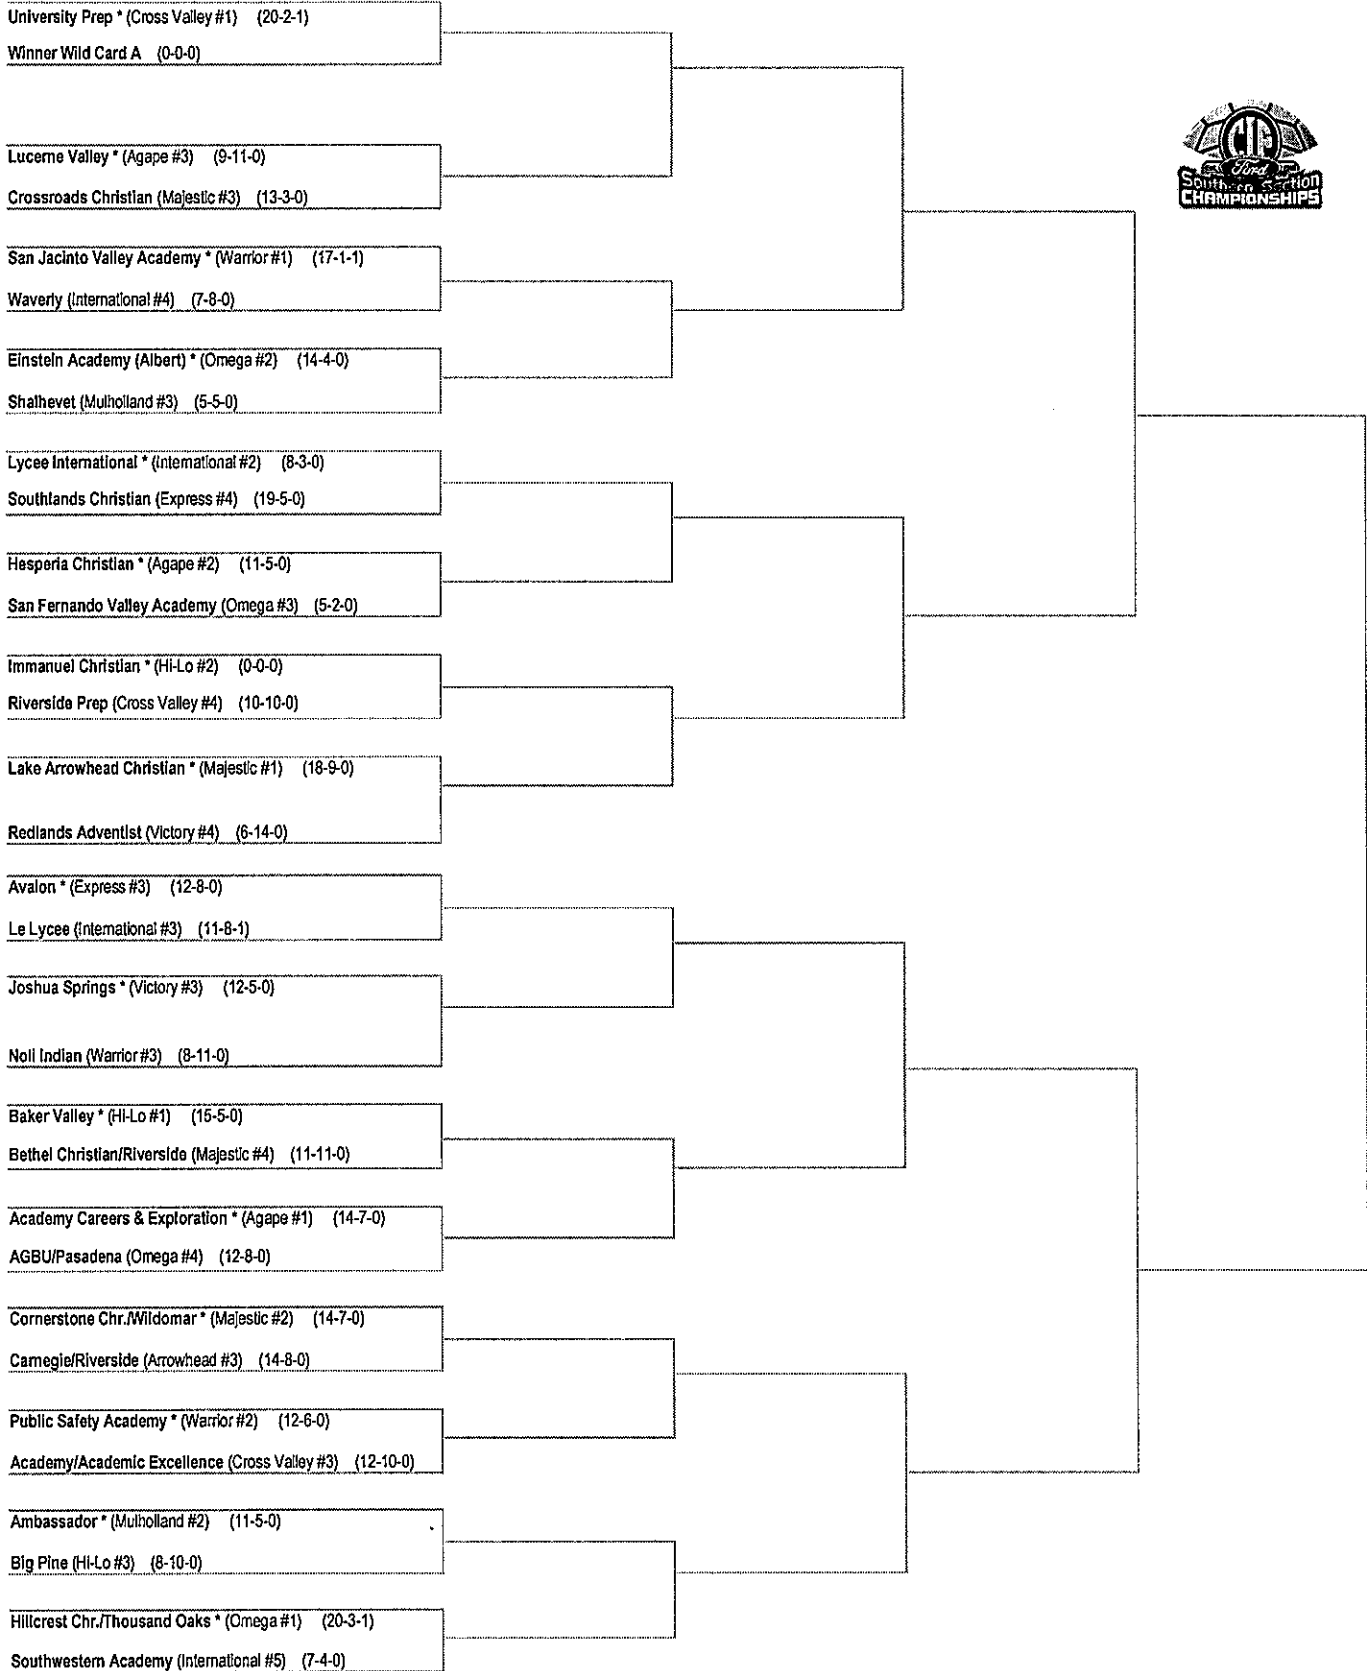 University Prep * (Cross Valley #1) (20-2-1)
Winner Wild Card A (0-0-0)
CIF
Ford
Southern Section
CHAMPIONSHIPS
Lucerne Valley * (Agape #3) (9-11-0)
Crossroads Christian (Majestic #3) (13-3-0)
San Jacinto Valley Academy * (Warrior #1) (17-1-1)
Waverly (International #4) (7-8-0)
Einstein Academy (Albert) * (Omega #2) (14-4-0)
Shalhevet (Mulholland #3) (5-5-0)
Lycee International * (International #2) (8-3-0)
Southlands Christian (Express #4) (19-5-0)
Hesperia Christian * (Agape #2) (11-5-0)
San Fernando Valley Academy (Omega #3) (5-2-0)
Immanuel Christian * (Hi-Lo #2) (0-0-0)
Riverside Prep (Cross Valley #4) (10-10-0)
Lake Arrowhead Christian * (Majestic #1) (18-9-0)
Redlands Adventist (Victory #4) (6-14-0)
Avalon * (Express #3) (12-8-0)
Le Lycee (International #3) (11-8-1)
Joshua Springs * (Victory #3) (12-5-0)
Noli Indian (Warrior #3) (8-11-0)
Baker Valley * (Hi-Lo #1) (15-5-0)
Bethel Christian/Riverside (Majestic #4) (11-11-0)
Academy Careers & Exploration * (Agape #1) (14-7-0)
AGBU/Pasadena (Omega #4) (12-8-0)
Cornerstone Chr./Wildomar * (Majestic #2) (14-7-0)
Carnegie/Riverside (Arrowhead #3) (14-8-0)
Public Safety Academy * (Warrior #2) (12-6-0)
Academy/Academic Excellence (Cross Valley #3) (12-10-0)
Ambassador * (Mulholland #2) (11-5-0)
Big Pine (Hi-Lo #3) (8-10-0)
Hillcrest Chr./Thousand Oaks * (Omega #1) (20-3-1)
Southwestern Academy (International #5) (7-4-0)